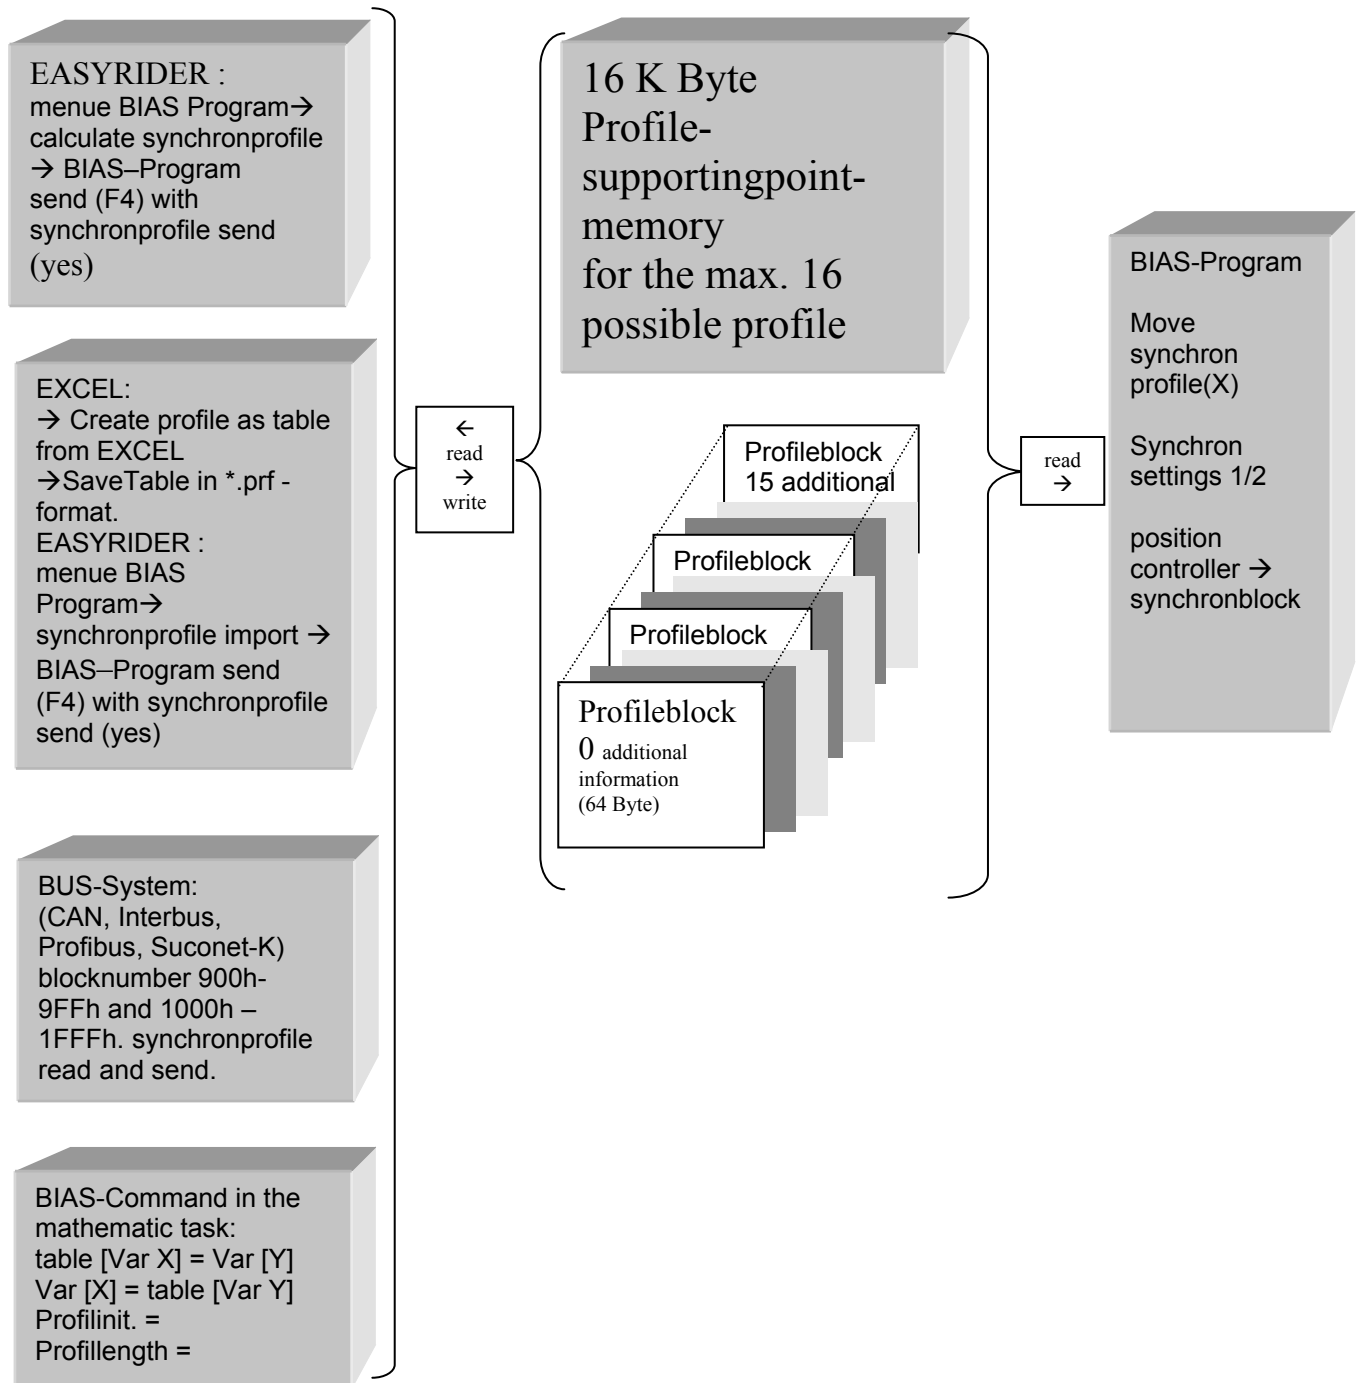 EASYRIDER :
menue BIAS Program→
calculate synchronprofile
→ BIAS–Program
send (F4) with
synchronprofile send
(yes)
EXCEL:
→ Create profile as table
from EXCEL
→SaveTable in *.prf -
format.
EASYRIDER :
menue BIAS
Program→
synchronprofile import →
BIAS–Program send
(F4) with synchronprofile
send (yes)
BUS-System:
(CAN, Interbus,
Profibus, Suconet-K)
blocknumber 900h-
9FFh and 1000h –
1FFFh. synchronprofile
read and send.
BIAS-Command in the
mathematic task:
table [Var X] = Var [Y]
Var [X] = table [Var Y]
Profilinit. =
Profillength =
←
read
→
write
16 K Byte
Profile-
supportingpoint-
memory
for the max. 16
possible profile
Profileblock
15 additional
Profileblock
Profileblock
Profileblock
0 additional
information
(64 Byte)
read
→
BIAS-Program
Move
synchron
profile(X)
Synchron
settings 1/2
position
controller →
synchronblock